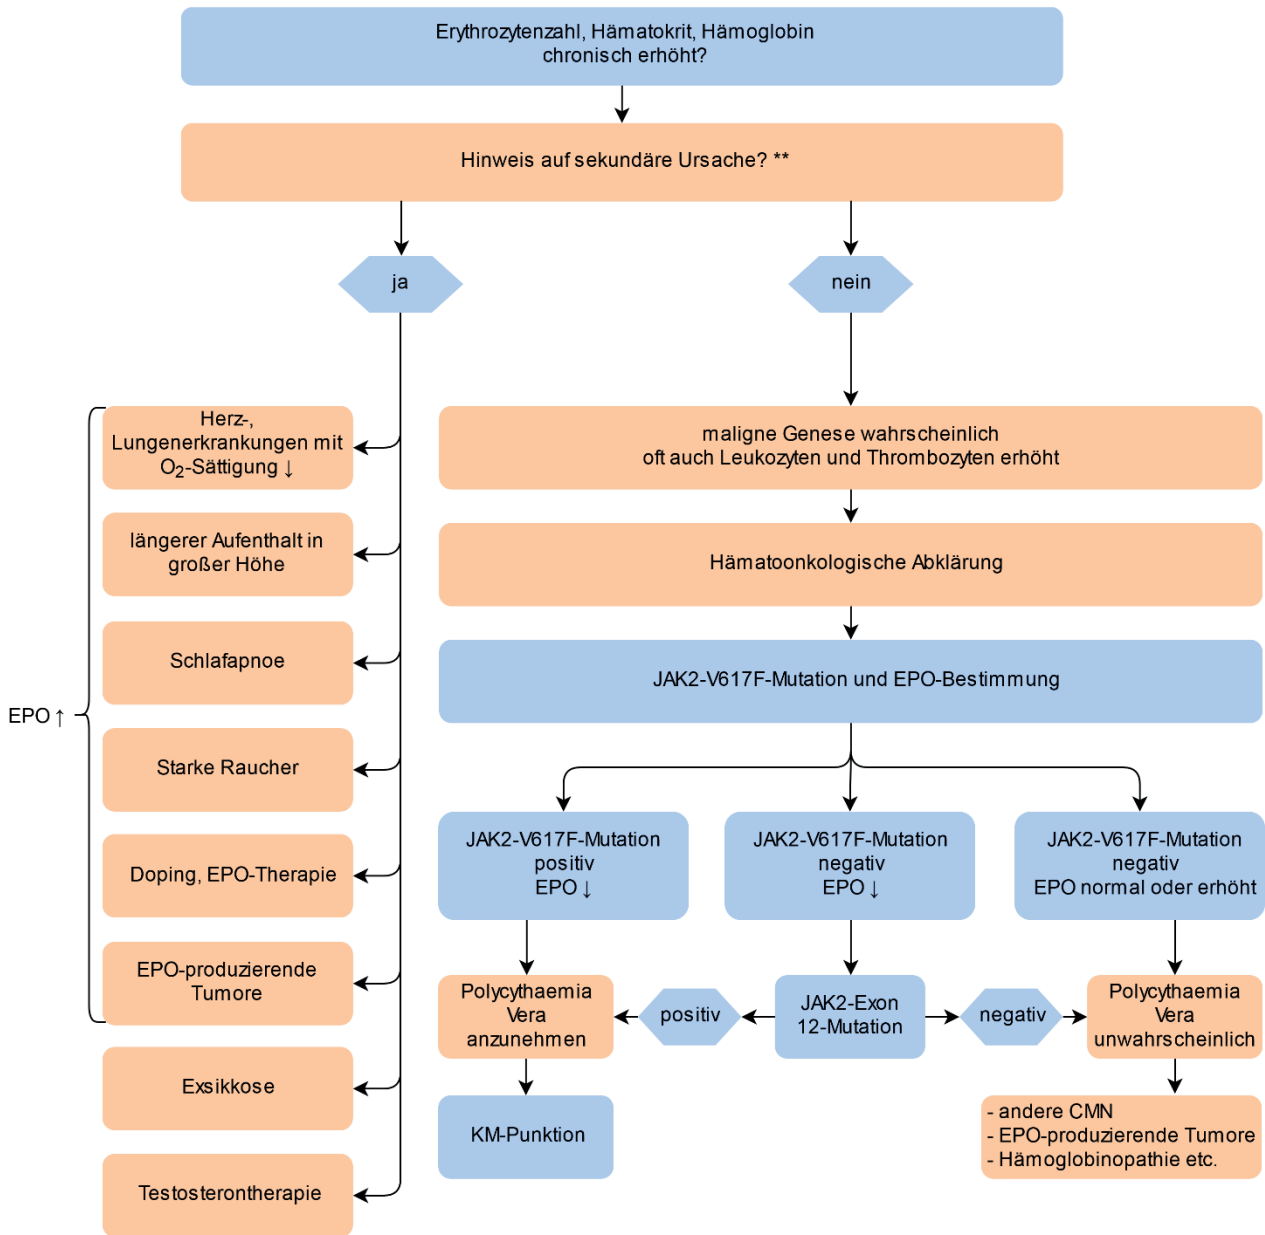 Erythrozytenzahl, Hämatokrit, Hämoglobin
chronisch erhöht?
Hinweis auf sekundäre Ursache? **
ja
nein
Herz-,
Lungenerkrankungen mit
O₂-Sättigung ↓
längerer Aufenthalt in
großer Höhe
Schlafapnoe
EPO ↑
Starke Raucher
Doping, EPO-Therapie
EPO-produzierende
Tumore
Exsikkose
Testosterontherapie
maligne Genese wahrscheinlich
oft auch Leukozyten und Thrombozyten erhöht
Hämatoonkologische Abklärung
JAK2-V617F-Mutation und EPO-Bestimmung
JAK2-V617F-Mutation
positiv
EPO ↓
JAK2-V617F-Mutation
negativ
EPO ↓
JAK2-V617F-Mutation
negativ
EPO normal oder erhöht
Polycythaemia
Vera
anzunehmen
positiv
JAK2-Exon
12-Mutation
negativ
Polycythaemia
Vera
unwahrscheinlich
KM-Punktion
- andere CMN
- EPO-produzierende Tumore
- Hämoglobinopathie etc.